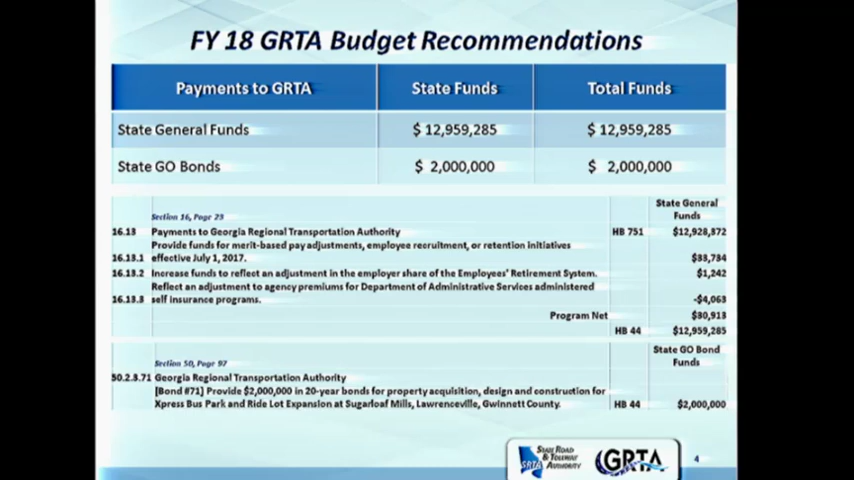 FY 18 GRTA Budget Recommendations
Payments to GRTA State Funds Total Funds
State General Funds $ 12,959,285 $ 12,959,285
State GO Bonds $ 2,000,000 $ 2,000,000
State General
Section 16, Page 23 Funds
16.13 Payments to Georgia Regional Transportation Authority HB 751 $12,928,372
Provide funds for merit-based pay adjustments, employee recruitment, or retention initiatives
16.13.1 effective July 1, 2017. $33,734
16.13.2 Increase funds to reflect an adjustment in the employer share of the Employees' Retirement System. $1,242
Reflect an adjustment to agency premiums for Department of Administrative Services administered
16.13.3 self insurance programs. -$4,063
Program Net $30,913
HB 44 $12,959,285
State GO Bond
Section 50, Page 97 Funds
50.2.3.71 Georgia Regional Transportation Authority
[Bond #71] Provide $2,000,000 in 20-year bonds for property acquisition, design and construction for
Xpress Bus Park and Ride Lot Expansion at Sugarloaf Mills, Lawrenceville, Gwinnett County. HB 44 $2,000,000
STATE ROAD
& TOLLWAY
SRTA AUTHORITY
GRTA
4